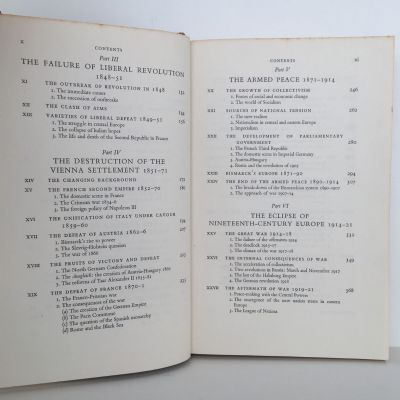 x
CONTENTS
Part III
THE FAILURE OF LIBERAL REVOLUTION
1848-51
XI THE OUTBREAK OF REVOLUTION IN 1848 132
1. The immediate causes
2. The succession of outbreaks
XII THE CLASH OF AIMS 144
XIII VARIETIES OF LIBERAL DEFEAT 1849-51 156
1. The struggle in central Europe
2. The collapse of Italian hopes
3. The life and death of the Second Republic in France
Part IV
THE DESTRUCTION OF THE
VIENNA SETTLEMENT 1851-71
XIV THE CHANGING BACKGROUND 173
XV THE FRENCH SECOND EMPIRE 1852-70
1. The domestic scene in France
2. The Crimean war 1854-6
3. The foreign policy of Napoleon III
XVI THE UNIFICATION OF ITALY UNDER CAVOUR
1859-60
XVII THE DEFEAT OF AUSTRIA 1862-6
1. Bismarck's rise to power
2. The Slesvig-Holstein question
3. The war of 1866
XVIII THE FRUITS OF VICTORY AND DEFEAT
1. The North German Confederation
2. The Ausgleich: the creation of Austria-Hungary 1867
3. The reforms of Tsar Alexander II 1855-81
XIX THE DEFEAT OF FRANCE 1870-1
1. The Franco-Prussian war
2. The consequences of the war
(a) The creation of the German Empire
(b) The Paris Commune
(c) The question of the Spanish monarchy
(d) Rome and the Black Sea
CONTENTS
xi
Part V
THE ARMED PEACE 1871-1914
XX THE GROWTH OF COLLECTIVISM 246
1. Forces of social and economic change
2. The world of Socialism
XXI SOURCES OF NATIONAL TENSION
1. The new realism
2. Nationalism in central and eastern Europe
3. Imperialism
XXII THE DEVELOPMENT OF PARLIAMENTARY
GOVERNMENT 280
1. The French Third Republic
2. The domestic scene in Imperial Germany
3. Austria-Hungary
4. Russia and the revolution of 1905
XXIII BISMARCK'S EUROPE 1871-90
XXIV THE END OF THE ARMED PEACE 1890-1914
1. The breakdown of the Bismarckian system 1890-1907
2. The approach of war 1907-14
Part VI
THE ECLIPSE OF
NINETEENTH-CENTURY EUROPE 1914-21
XXV THE GREAT WAR 1914-18
1. The failure of the offensives 1914
2. The deadlock 1915-17
3. The climax of the war 1917-18
XXVI THE INTERNAL CONSEQUENCES OF WAR
1. The acceleration of collectivism
2. The revolution in Russia: March and November 1917
3. The last of the Habsburg Empire
4. The German collapse
XXVII THE AFTERMATH OF WAR 1919-21 368
1. Peace-making with the Central Powers
2. The emergence of the new nation states in eastern
Europe
3. The League of Nations